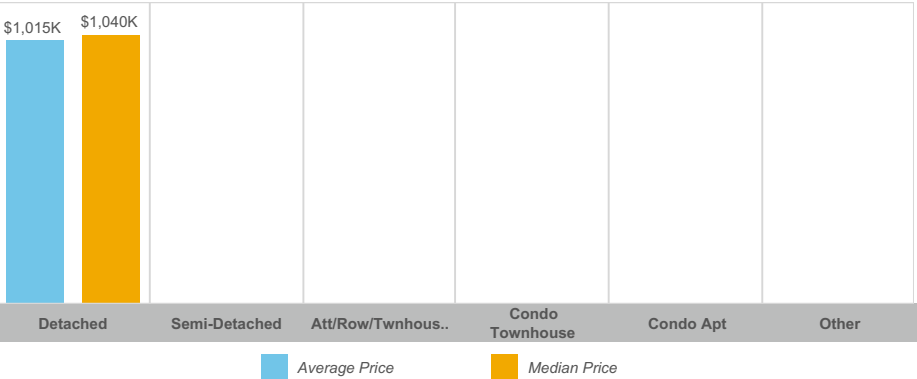 $1,015K
$1,040K
Detached
Semi-Detached
Att/Row/Twnhous..
Condo
Townhouse
Condo Apt
Other
Average Price
Median Price